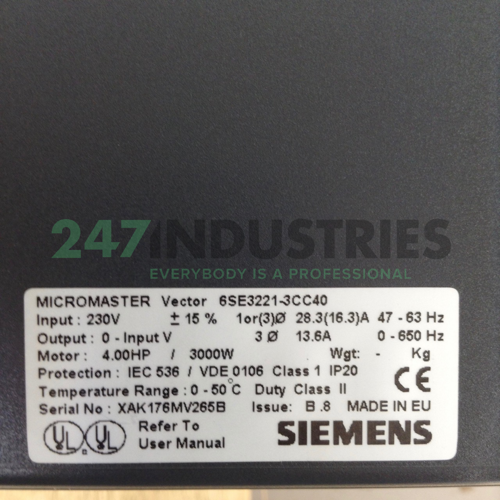 247INDUSTRIES
EVERYBODY IS A PROFESSIONAL
MICROMASTER Vector 6SE3221-3CC40
Input : 230V ± 15 % 1or(3)Ø 28.3(16.3)A 47 - 63 Hz
Output : 0 - Input V 3 Ø 13.6A 0 - 650 Hz
Motor : 4.00HP / 3000W Wgt: - Kg
Protection : IEC 536 / VDE 0106 Class 1 IP20
Temperature Range : 0 - 50°C Duty Class II
Serial No : XAK176MV265B Issue: B .8 MADE IN EU
CE
UL UL
Refer To
User Manual
SIEMENS